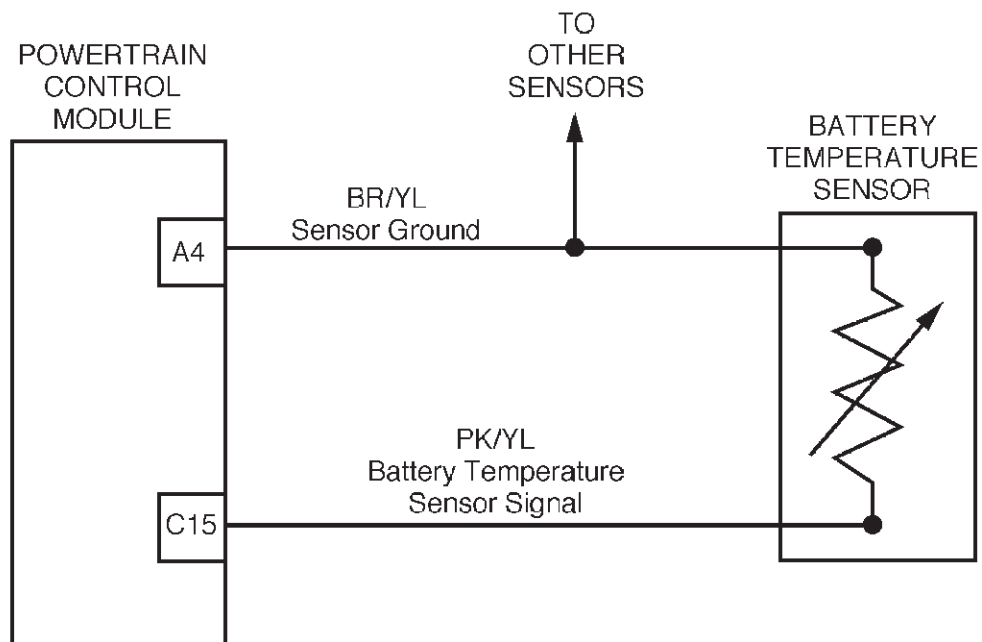 POWERTRAIN
CONTROL
MODULE
TO
OTHER
SENSORS
BATTERY
TEMPERATURE
SENSOR
BR/YL
Sensor Ground
A4
PK/YL
Battery Temperature
Sensor Signal
C15